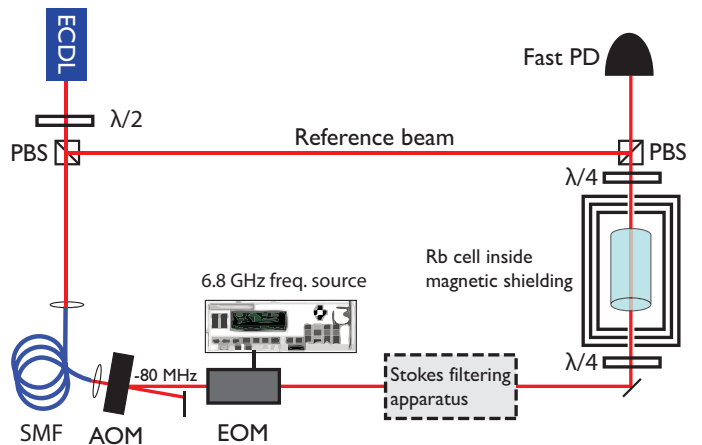 ECDL
Fast PD
λ/2
Reference beam
PBS
PBS
λ/4
Rb cell inside
magnetic shielding
6.8 GHz freq. source
λ/4
-80 MHz
Stokes filtering
apparatus
SMF
AOM
EOM